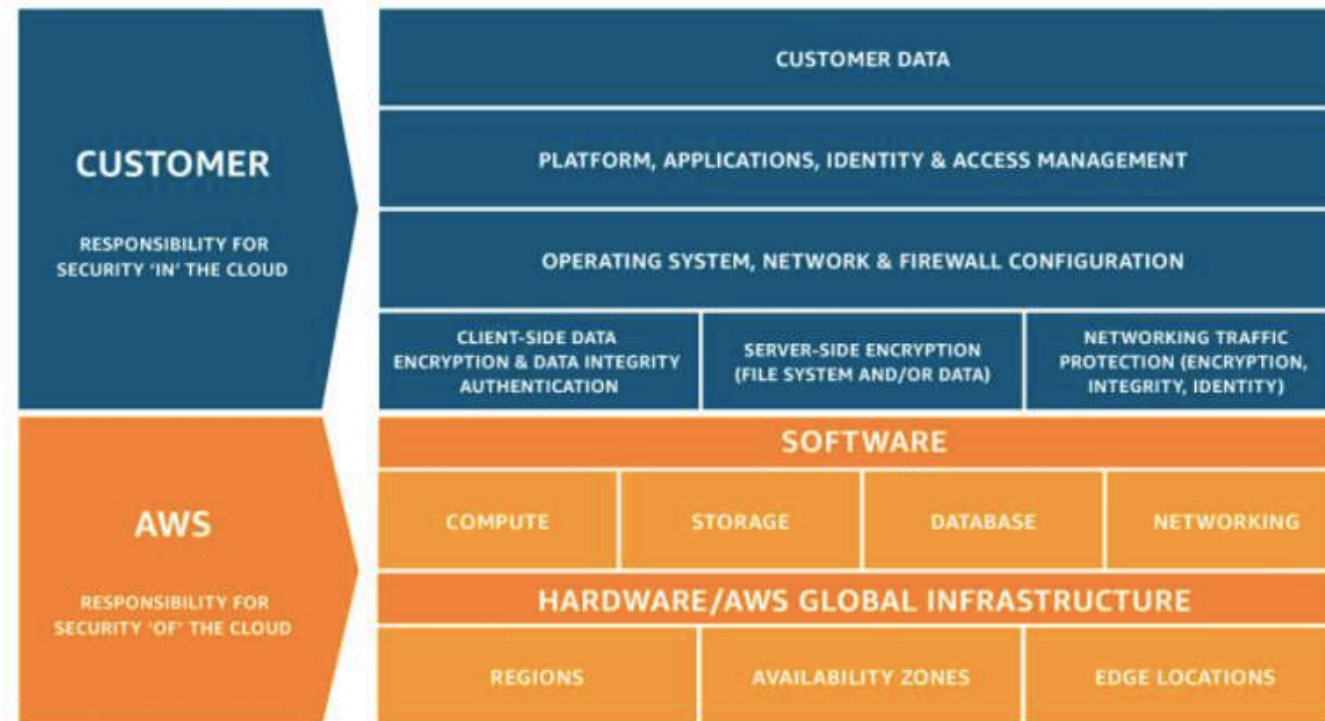 CUSTOMER
RESPONSIBILITY FOR
SECURITY ‘IN’ THE CLOUD
CUSTOMER DATA
PLATFORM, APPLICATIONS, IDENTITY & ACCESS MANAGEMENT
OPERATING SYSTEM, NETWORK & FIREWALL CONFIGURATION
CLIENT-SIDE DATA
ENCRYPTION & DATA INTEGRITY
AUTHENTICATION
SERVER-SIDE ENCRYPTION
(FILE SYSTEM AND/OR DATA)
NETWORKING TRAFFIC
PROTECTION (ENCRYPTION,
INTEGRITY, IDENTITY)
AWS
RESPONSIBILITY FOR
SECURITY ‘OF’ THE CLOUD
SOFTWARE
COMPUTE
STORAGE
DATABASE
NETWORKING
HARDWARE/AWS GLOBAL INFRASTRUCTURE
REGIONS
AVAILABILITY ZONES
EDGE LOCATIONS